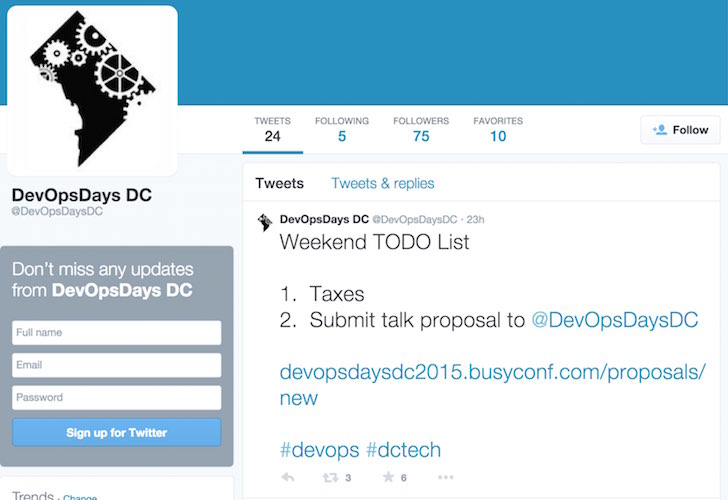 TWEETS
24
FOLLOWING
5
FOLLOWERS
75
FAVORITES
10
Follow
DevOpsDays DC
@DevOpsDaysDC
Don't miss any updates
from DevOpsDays DC
Full name
Email
Password
Sign up for Twitter
Trends · Change
Tweets
Tweets & replies
DevOpsDays DC @DevOpsDaysDC · 23h
Weekend TODO List
1. Taxes
2. Submit talk proposal to @DevOpsDaysDC
devopsdaysdc2015.busyconf.com/proposals/
new
#devops #dctech
3
6